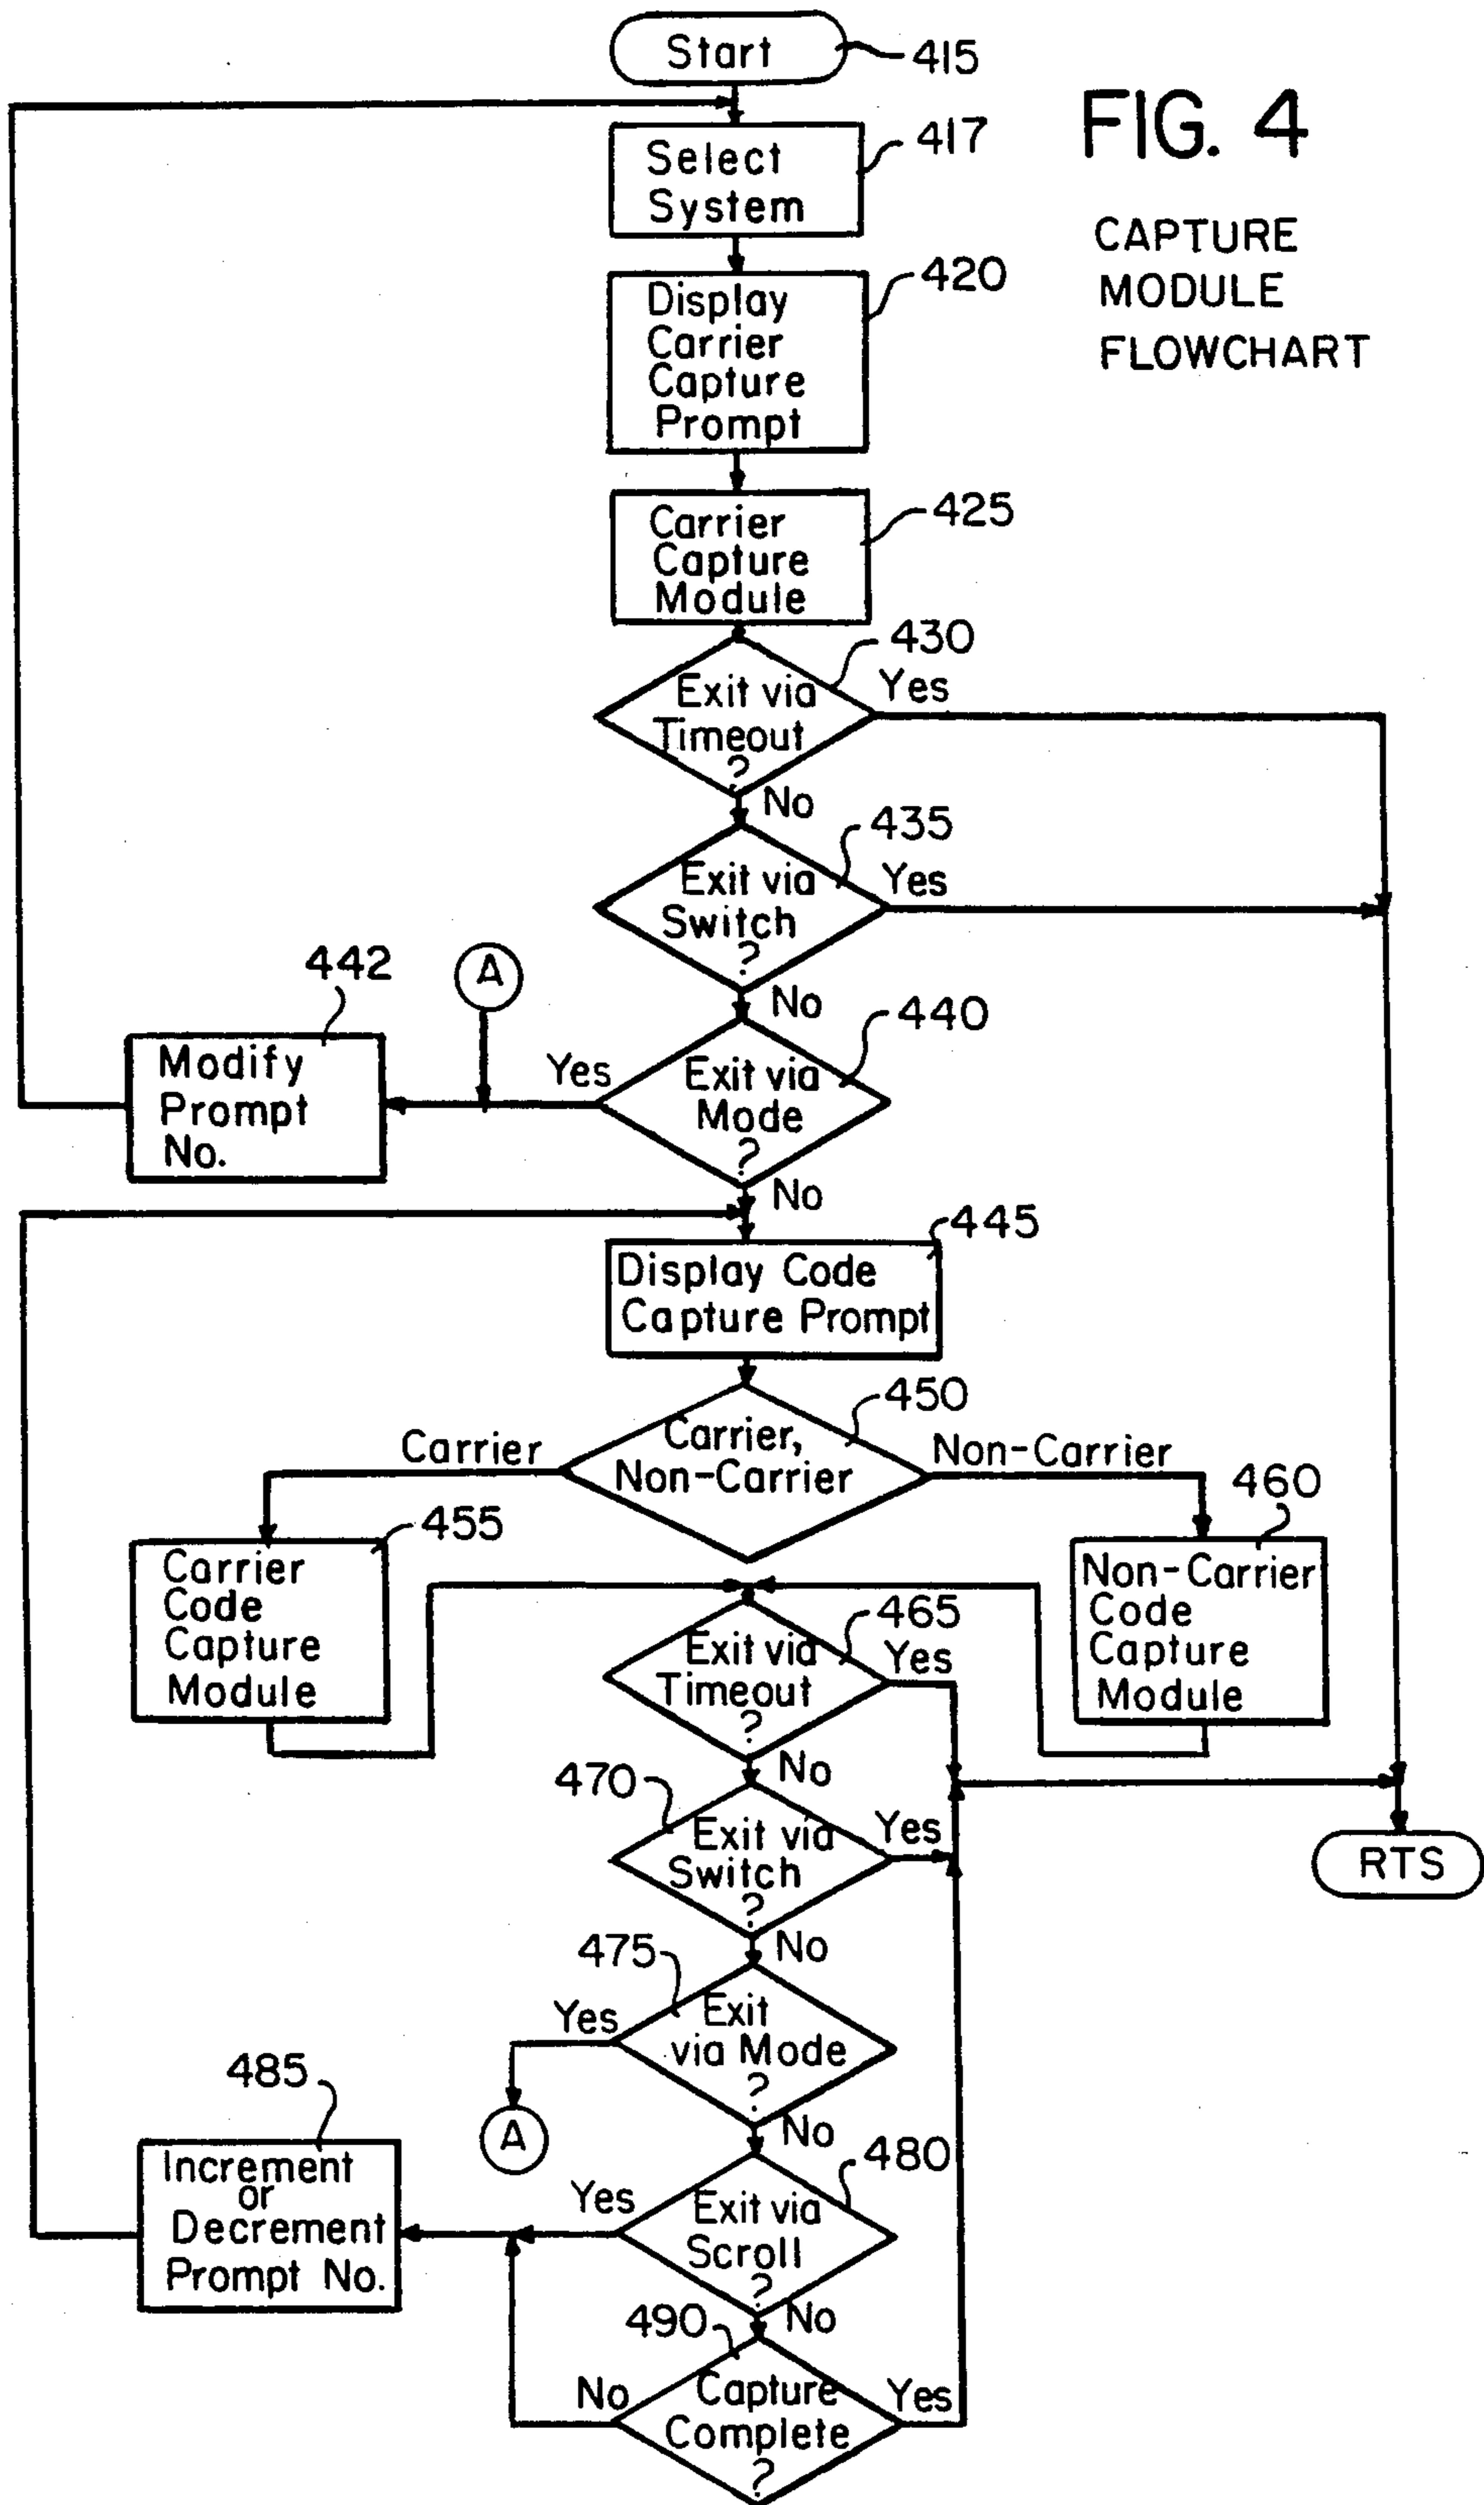 Start
415
FIG. 4
CAPTURE
MODULE
FLOWCHART
417
Select
System
420
Display
Carrier
Capture
Prompt
425
Carrier
Capture
Module
430
Exit via
Timeout
?
Yes
No
435
Exit via
Switch
?
Yes
No
442
A
440
Modify
Prompt
No.
Yes
Exit via
Mode
?
No
445
Display Code
Capture Prompt
450
Carrier
Carrier,
Non-Carrier
Non-Carrier
455
460
Carrier
Code
Capture
Module
Non-Carrier
Code
Capture
Module
465
Exit via
Timeout
?
Yes
No
470
Exit via
Switch
?
Yes
No
RTS
475
Yes
Exit
via Mode
?
No
A
485
480
Increment
or
Decrement
Prompt No.
Yes
Exit via
Scroll
?
No
490
No
Capture
Complete
?
Yes